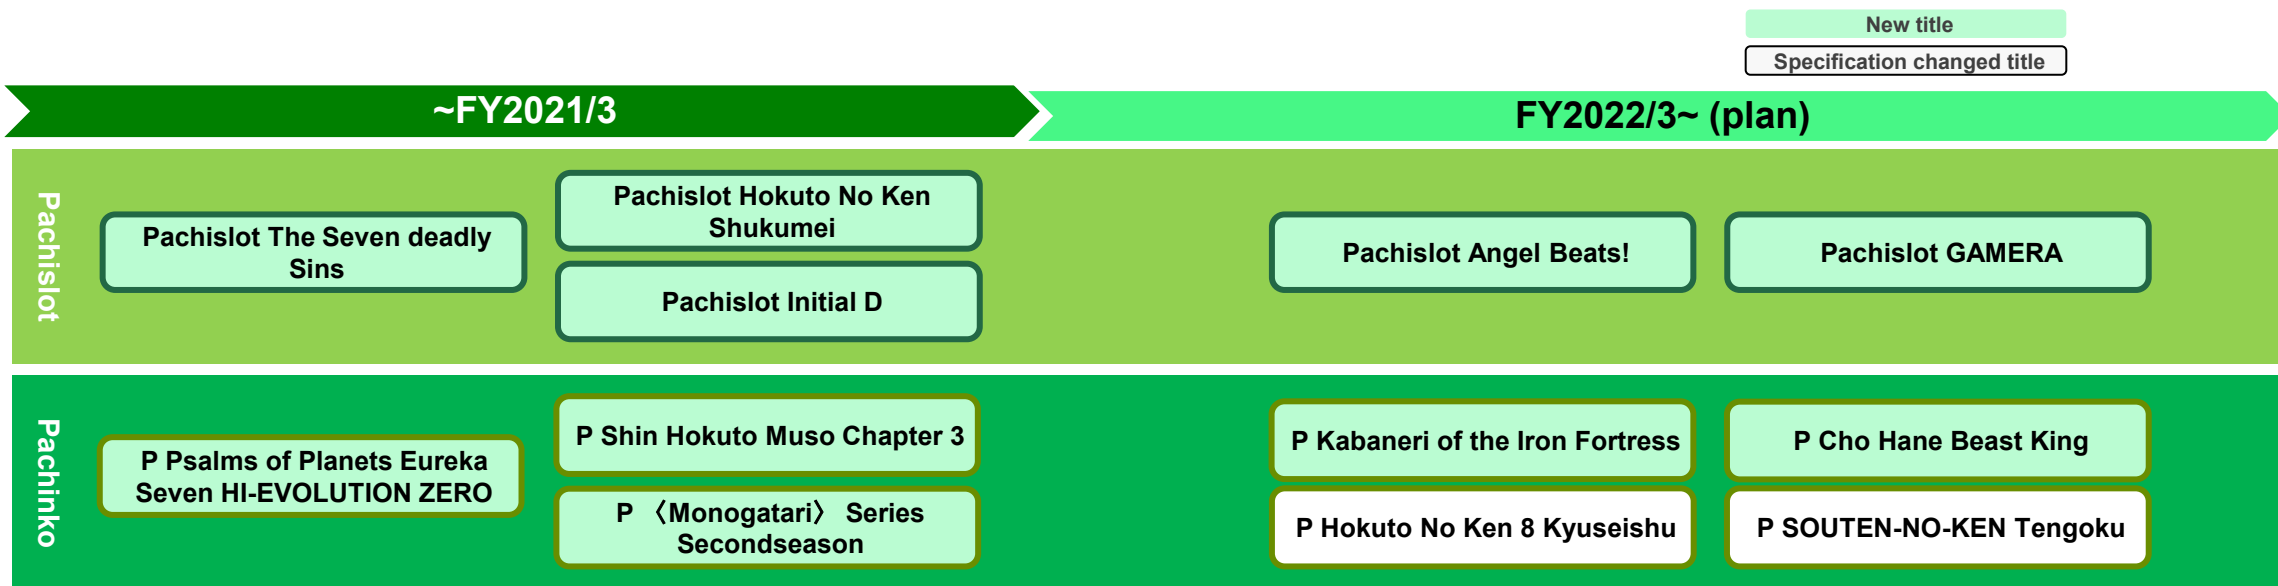 New title
Specification changed title
~FY2021/3
FY2022/3~ (plan)
Pachislot
Pachislot The Seven deadly
Sins
Pachislot Hokuto No Ken
Shukumei
Pachislot Initial D
Pachislot Angel Beats!
Pachislot GAMERA
Pachinko
P Psalms of Planets Eureka
Seven HI-EVOLUTION ZERO
P Shin Hokuto Muso Chapter 3
P 〈Monogatari〉 Series
Secondseason
P Kabaneri of the Iron Fortress
P Cho Hane Beast King
P Hokuto No Ken 8 Kyuseishu
P SOUTEN-NO-KEN Tengoku